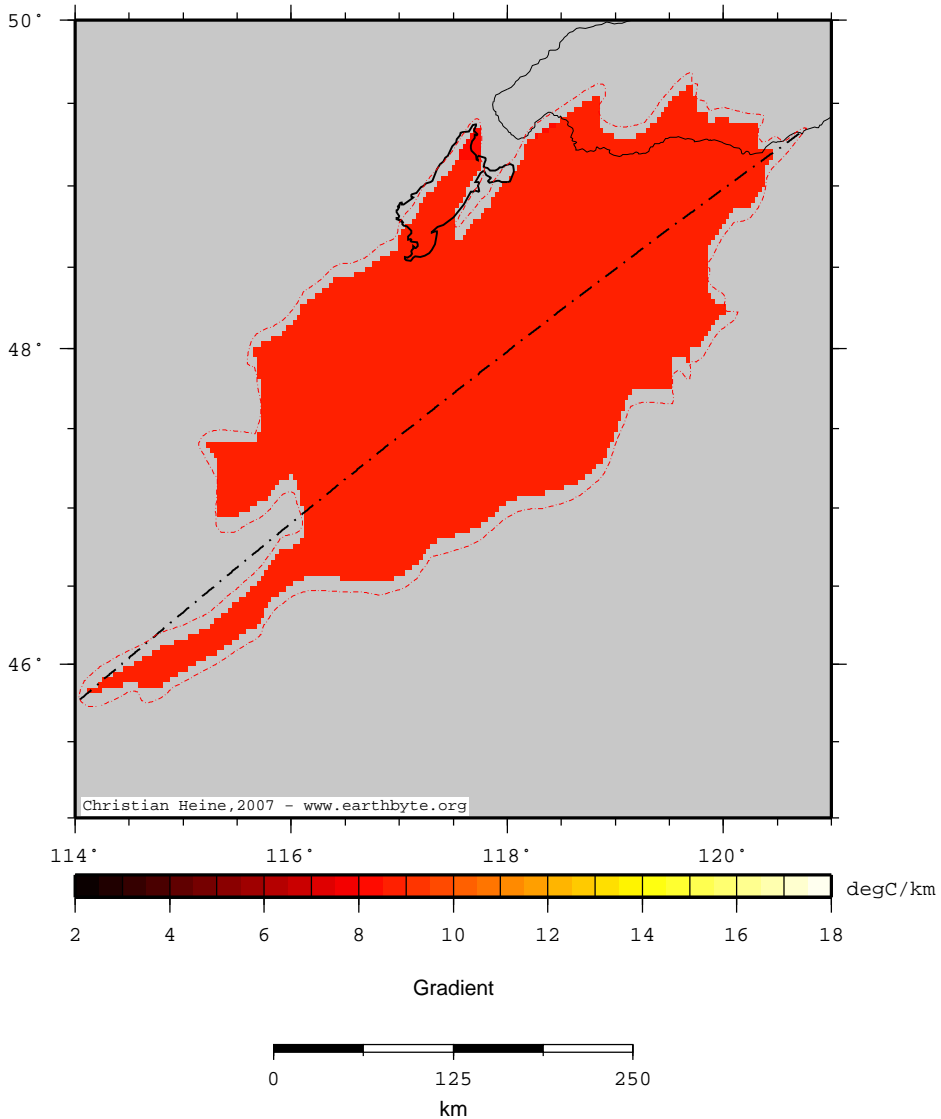 50°
48°
46°
Christian Heine,2007 - www.earthbyte.org
114° 116° 118° 120°
degC/km
2 4 6 8 10 12 14 16 18
Gradient
0 125 250
km